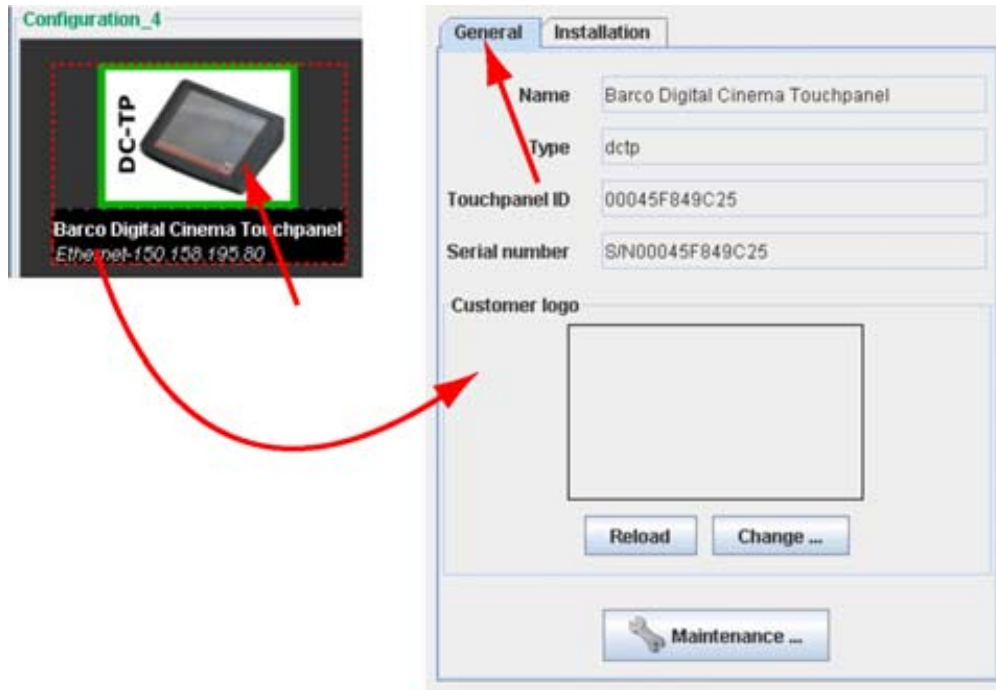 Configuration_4
DC-TP
Barco Digital Cinema Touchpanel
Ethernet-150.158.195.80
General Installation
Name Barco Digital Cinema Touchpanel
Type dctp
Touchpanel ID 00045F849C25
Serial number S/N00045F849C25
Customer logo
Reload Change ...
Maintenance ...